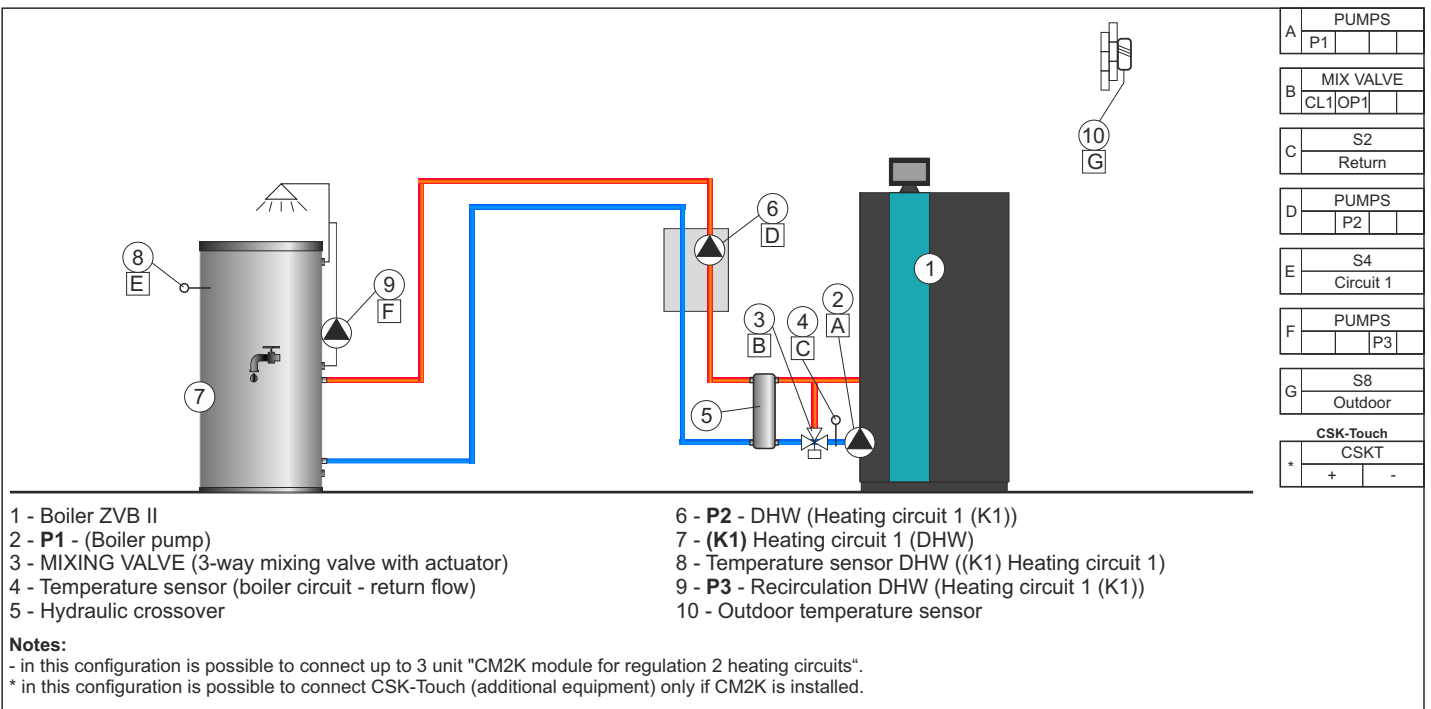 10
G
6
D
8
E
9
F
1
2
A
3
B
4
C
7
5
A
PUMPS
P1
B
MIX VALVE
CL1 OP1
C
S2
Return
D
PUMPS
P2
E
S4
Circuit 1
F
PUMPS
P3
G
S8
Outdoor
CSK-Touch
*
CSKT
+ -
1 - Boiler ZVB II
2 - P1 - (Boiler pump)
3 - MIXING VALVE (3-way mixing valve with actuator)
4 - Temperature sensor (boiler circuit - return flow)
5 - Hydraulic crossover
6 - P2 - DHW (Heating circuit 1 (K1))
7 - (K1) Heating circuit 1 (DHW)
8 - Temperature sensor DHW ((K1) Heating circuit 1)
9 - P3 - Recirculation DHW (Heating circuit 1 (K1))
10 - Outdoor temperature sensor
Notes:
- in this configuration is possible to connect up to 3 unit "CM2K module for regulation 2 heating circuits“.
* in this configuration is possible to connect CSK-Touch (additional equipment) only if CM2K is installed.